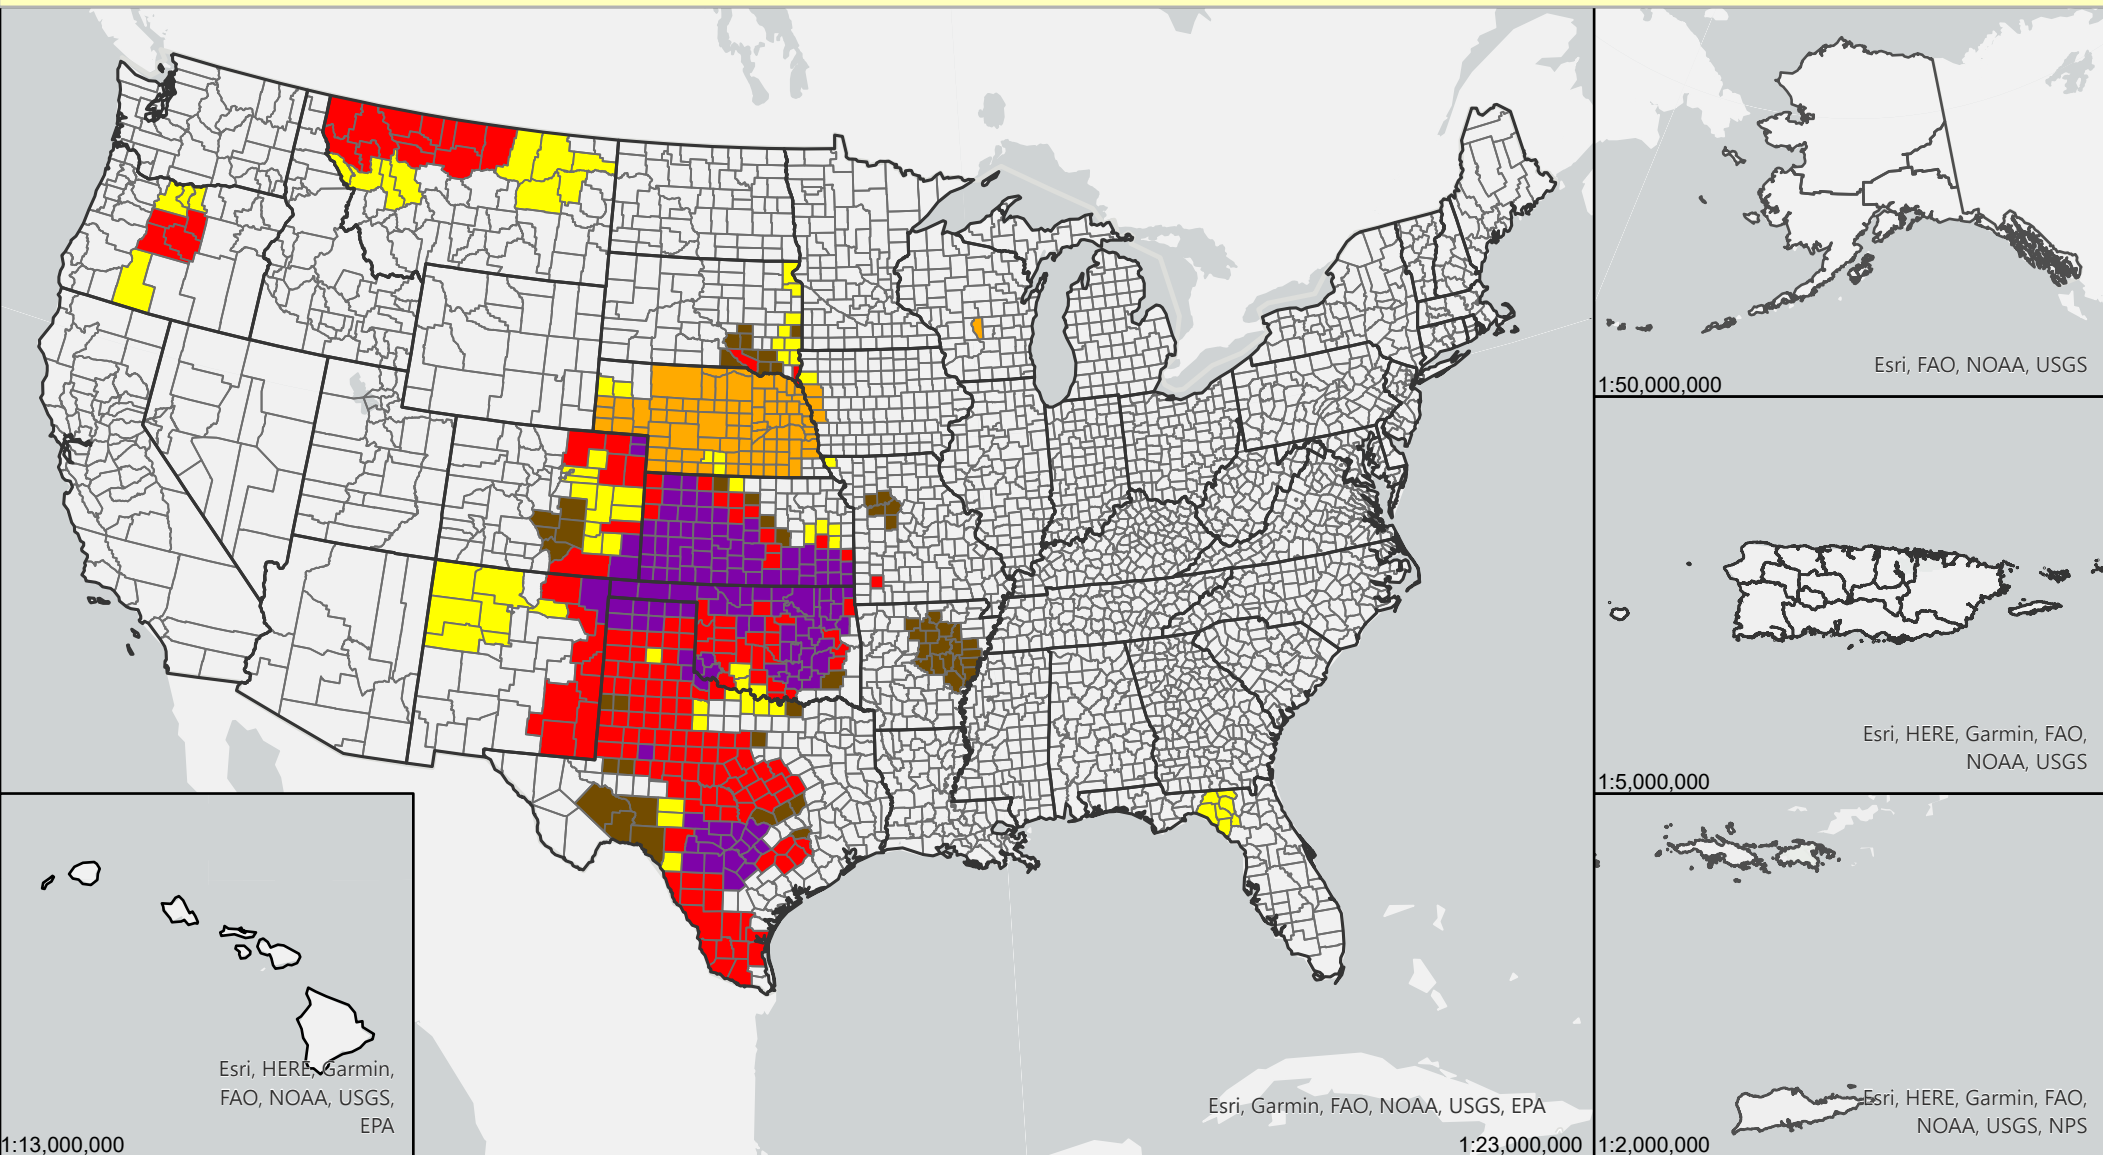 Esri, FAO, NOAA, USGS
1:50,000,000
Esri, HERE, Garmin, FAO,
NOAA, USGS
1:5,000,000
Esri, HERE, Garmin,
FAO, NOAA, USGS,
EPA
1:13,000,000
Esri, Garmin, FAO, NOAA, USGS, EPA
1:23,000,000
Esri, HERE, Garmin, FAO,
NOAA, USGS, NPS
1:2,000,000